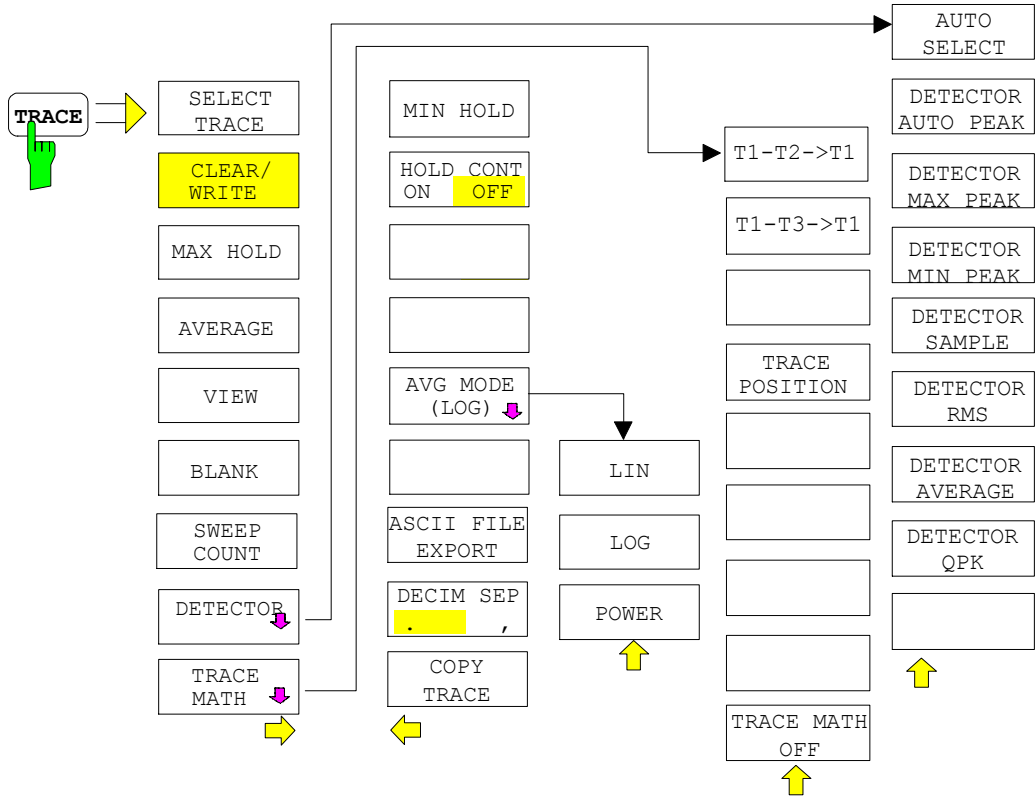 TRACE
SELECT
TRACE
CLEAR/
WRITE
MAX HOLD
AVERAGE
VIEW
BLANK
SWEEP
COUNT
DETECTOR
TRACE
MATH
MIN HOLD
HOLD CONT
ON OFF
AVG MODE
(LOG)
ASCII FILE
EXPORT
DECIM SEP
. ,
COPY
TRACE
LIN
LOG
POWER
T1-T2->T1
T1-T3->T1
TRACE
POSITION
TRACE MATH
OFF
AUTO
SELECT
DETECTOR
AUTO PEAK
DETECTOR
MAX PEAK
DETECTOR
MIN PEAK
DETECTOR
SAMPLE
DETECTOR
RMS
DETECTOR
AVERAGE
DETECTOR
QPK